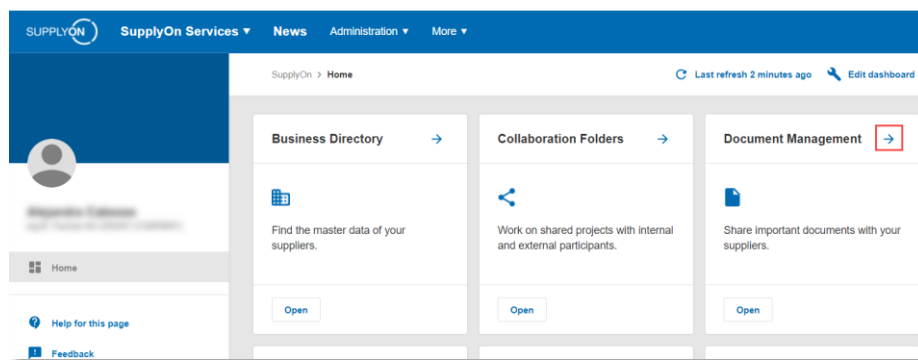 SUPPLYON SupplyOn Services News Administration More
SupplyOn > Home Last refresh 2 minutes ago Edit dashboard
Business Directory
Find the master data of your
suppliers.
Open
Collaboration Folders
Work on shared projects with internal
and external participants.
Open
Document Management
Share important documents with your
suppliers.
Open
Home
Help for this page
Feedback